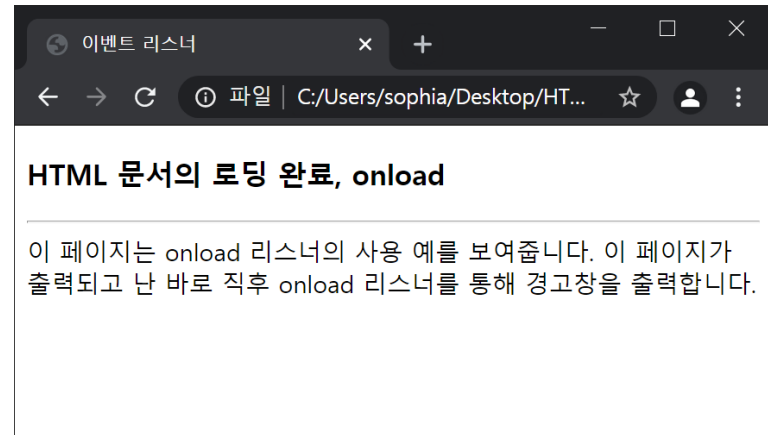 이벤트 리스너
파일 | C:/Users/sophia/Desktop/HT...
HTML 문서의 로딩 완료, onload
이 페이지는 onload 리스너의 사용 예를 보여줍니다. 이 페이지가
출력되고 난 바로 직후 onload 리스너를 통해 경고창을 출력합니다.